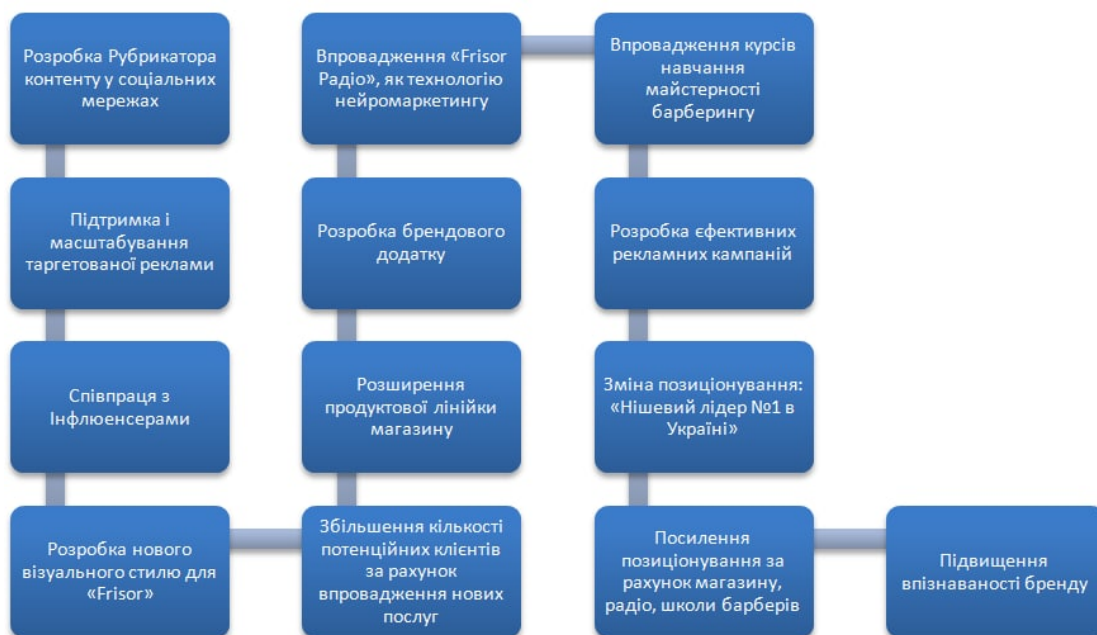 Розробка Рубрикатора
контенту у соціальних
мережах
Підтримка і
масштабування
таргетованої реклами
Співпраця з
Інфлюенсерами
Розробка нового
візуального стилю для
«Frisor»
Збільшення кількості
потенційних клієнтів
за рахунок
впровадження нових
послуг
Розширення
продуктової лінійки
магазину
Розробка брендового
додатку
Впровадження «Frisor
Радіо», як технологію
нейромаркетингу
Впровадження курсів
навчання
майстерності
барберингу
Розробка єфективних
рекламних кампаній
Зміна позиціонування:
«Нішевий лідер №1 в
Україні»
Посилення
позиціонування за
рахунок магазину,
радіо, школи барберів
Підвищення
впізнаваності бренду